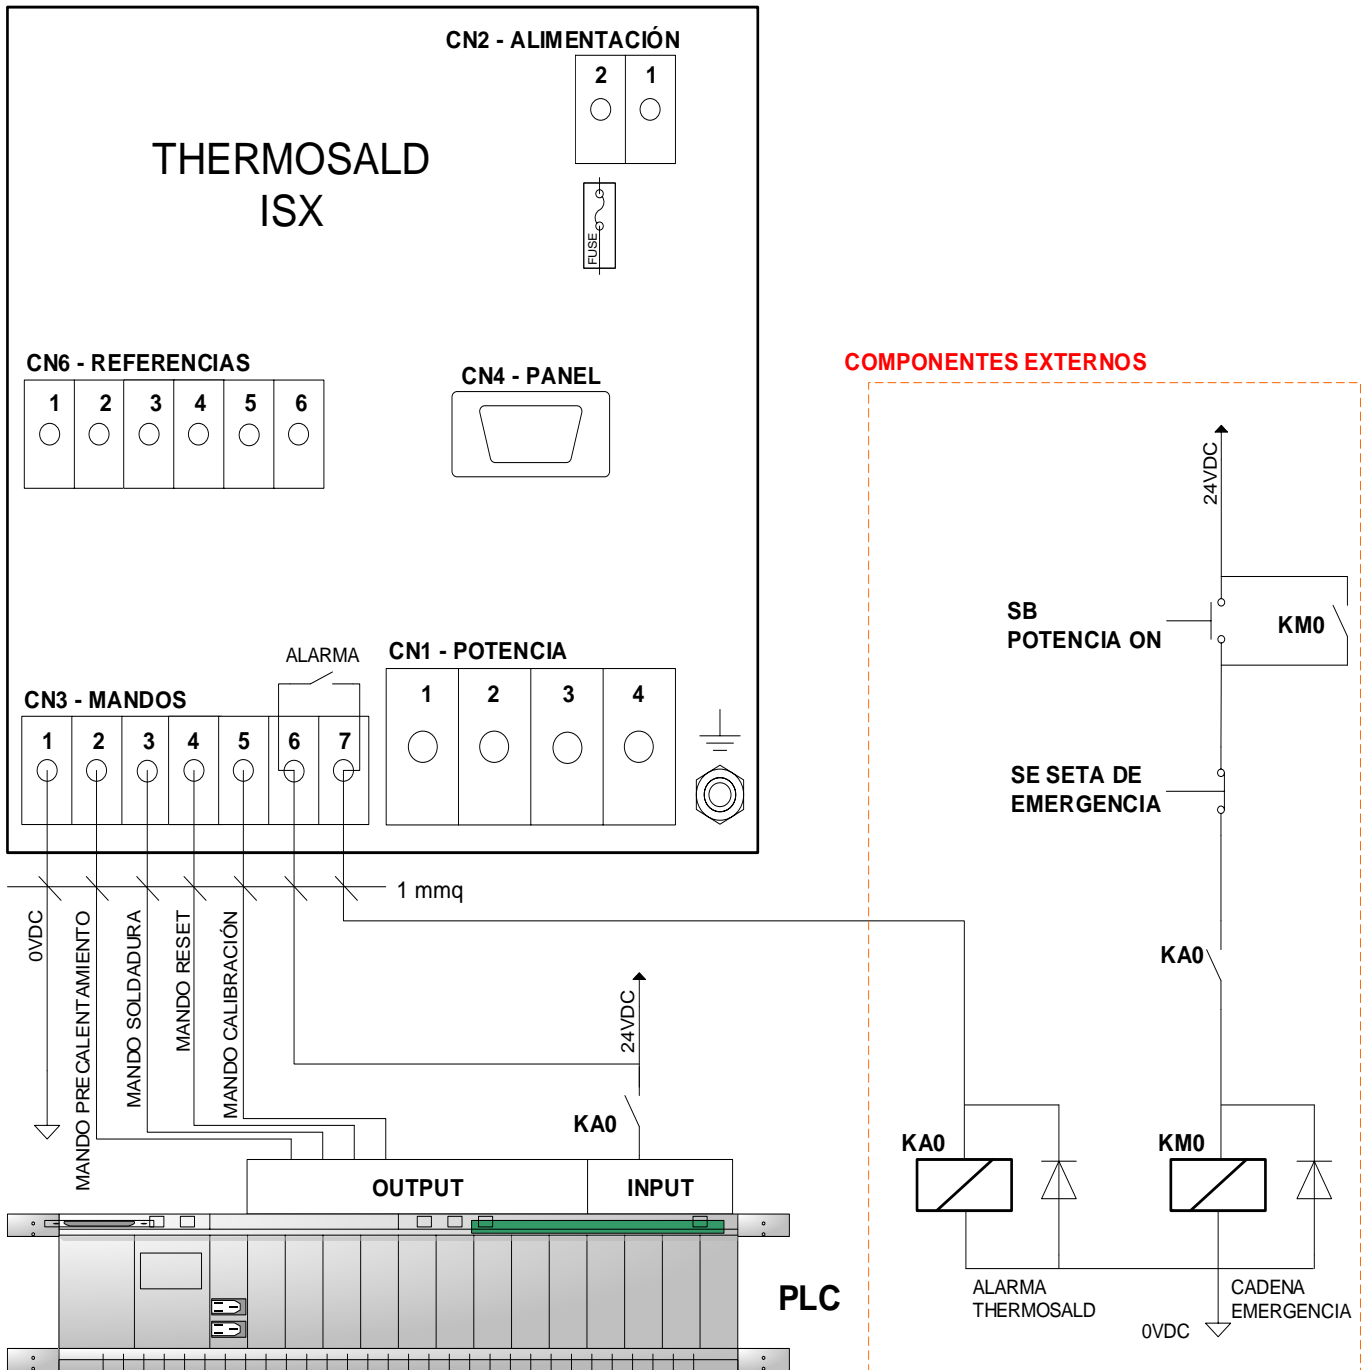 CN2 - ALIMENTACIÓN
2 1
THERMOSALD
ISX
FUSE
CN6 - REFERENCIAS
1 2 3 4 5 6
CN4 - PANEL
COMPONENTES EXTERNOS
24VDC
SB
POTENCIA ON
KM0
ALARMA
CN1 - POTENCIA
1 2 3 4
CN3 - MANDOS
1 2 3 4 5 6 7
SE SETA DE
EMERGENCIA
1 mmq
0VDC
MANDO PRECALENTAMIENTO
MANDO SOLDADURA
MANDO RESET
MANDO CALIBRACIÓN
24VDC
KA0
KA0
KA0
KM0
OUTPUT
INPUT
PLC
ALARMA
THERMOSALD
CADENA
EMERGENCIA
0VDC